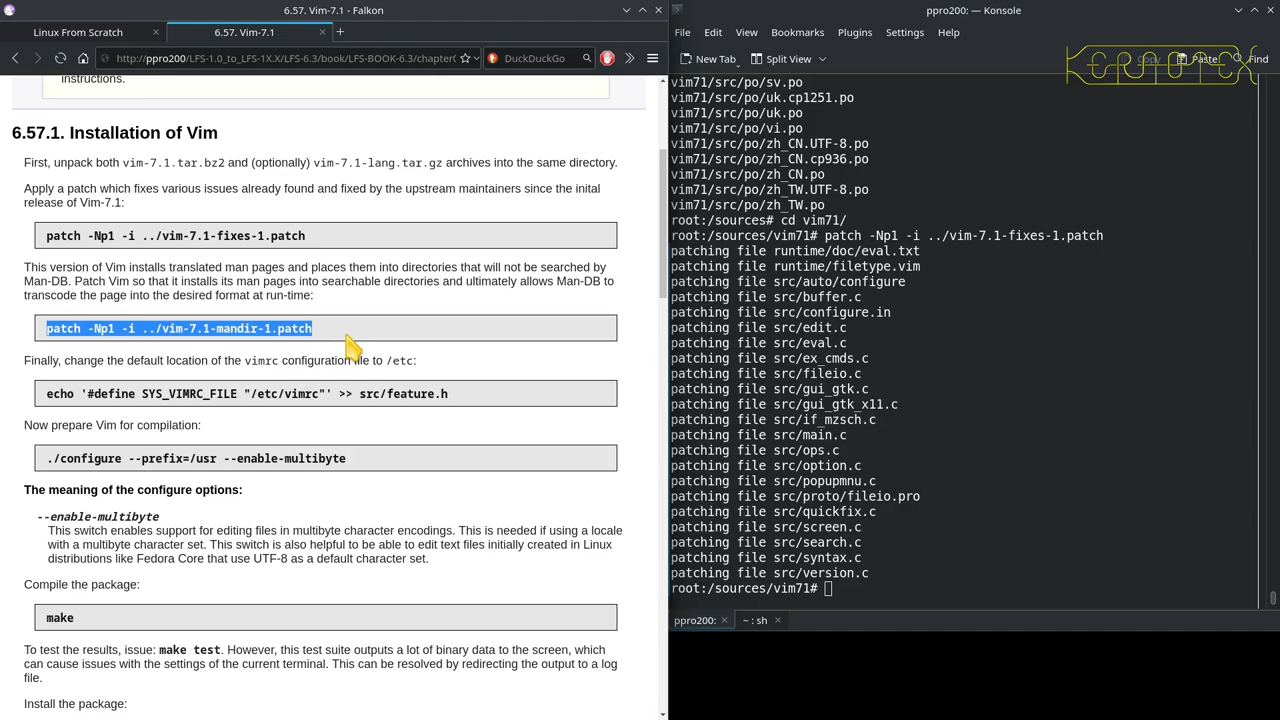 6.57. Vim-7.1 - Falkon
Linux From Scratch
6.57. Vim-7.1
http://ppro200/LFS-1.0_to_LFS-1X.X/LFS-6.3/book/LFS-BOOK-6.3/chapter(
DuckDuckGo
instructions.
6.57.1. Installation of Vim
First, unpack both vim-7.1.tar.bz2 and (optionally) vim-7.1-lang.tar.gz archives into the same directory.
Apply a patch which fixes various issues already found and fixed by the upstream maintainers since the inital
release of Vim-7.1:
patch -Np1 -i ../vim-7.1-fixes-1.patch
This version of Vim installs translated man pages and places them into directories that will not be searched by
Man-DB. Patch Vim so that it installs its man pages into searchable directories and ultimately allows Man-DB to
transcode the page into the desired format at run-time:
patch -Np1 -i ../vim-7.1-mandir-1.patch
Finally, change the default location of the vimrc configuration file to /etc:
echo '#define SYS_VIMRC_FILE "/etc/vimrc"' >> src/feature.h
Now prepare Vim for compilation:
./configure --prefix=/usr --enable-multibyte
The meaning of the configure options:
--enable-multibyte
This switch enables support for editing files in multibyte character encodings. This is needed if using a locale
with a multibyte character set. This switch is also helpful to be able to edit text files initially created in Linux
distributions like Fedora Core that use UTF-8 as a default character set.
Compile the package:
make
To test the results, issue: make test. However, this test suite outputs a lot of binary data to the screen, which
can cause issues with the settings of the current terminal. This can be resolved by redirecting the output to a log
file.
Install the package:
ppro200: — Konsole
File Edit View Bookmarks Plugins Settings Help
New Tab Split View Copy Paste Find
vim71/src/po/sv.po
vim71/src/po/uk.cp1251.po
vim71/src/po/uk.po
vim71/src/po/vi.po
vim71/src/po/zh_CN.UTF-8.po
vim71/src/po/zh_CN.cp936.po
vim71/src/po/zh_CN.po
vim71/src/po/zh_TW.UTF-8.po
vim71/src/po/zh_TW.po
root:/sources# cd vim71/
root:/sources/vim71# patch -Np1 -i ../vim-7.1-fixes-1.patch
patching file runtime/doc/eval.txt
patching file runtime/filetype.vim
patching file src/auto/configure
patching file src/buffer.c
patching file src/configure.in
patching file src/edit.c
patching file src/eval.c
patching file src/ex_cmds.c
patching file src/fileio.c
patching file src/gui_gtk.c
patching file src/gui_gtk_x11.c
patching file src/if_mzsch.c
patching file src/main.c
patching file src/ops.c
patching file src/option.c
patching file src/popupmnu.c
patching file src/proto/fileio.pro
patching file src/quickfix.c
patching file src/screen.c
patching file src/search.c
patching file src/syntax.c
patching file src/version.c
root:/sources/vim71#
ppro200:
~ : sh